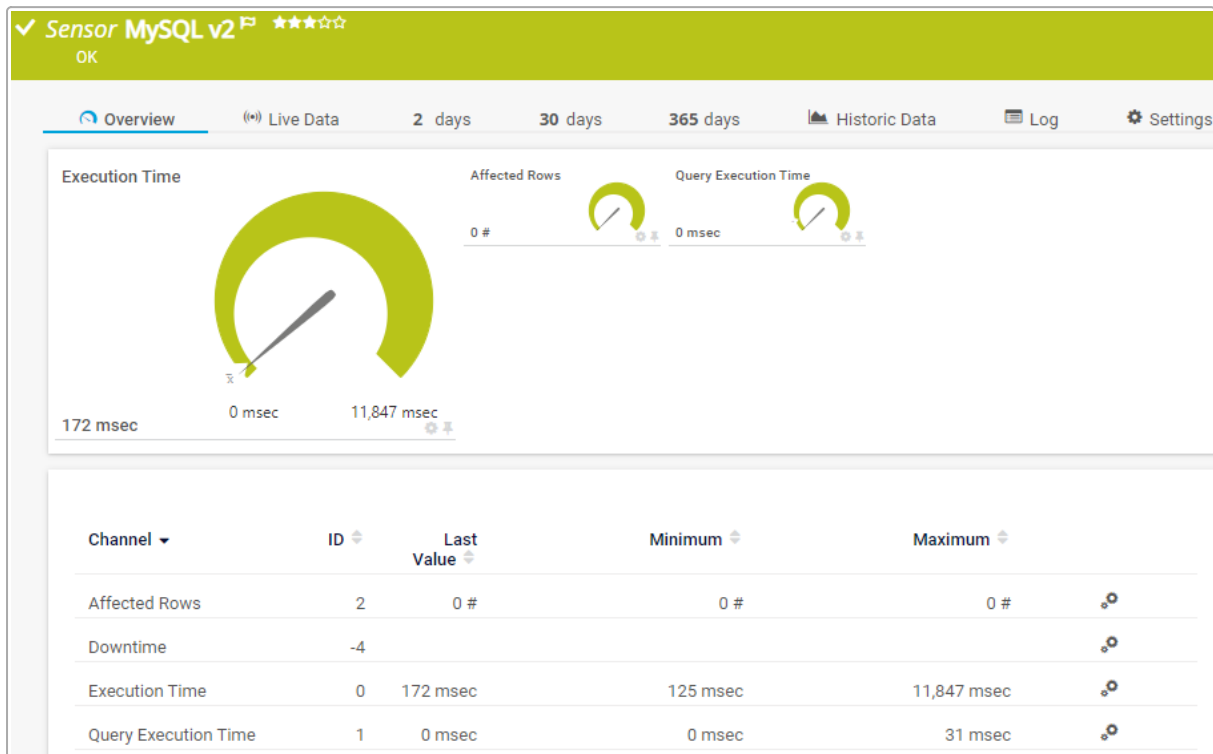 Sensor MySQL v2
OK
Overview Live Data 2 days 30 days 365 days Historic Data Log Settings
Execution Time
Affected Rows
Query Execution Time
0 #
0 msec
x̄
0 msec 11,847 msec
172 msec
Channel ID Last Value Minimum Maximum
Affected Rows 2 0 # 0 # 0 #
Downtime -4
Execution Time 0 172 msec 125 msec 11,847 msec
Query Execution Time 1 0 msec 0 msec 31 msec